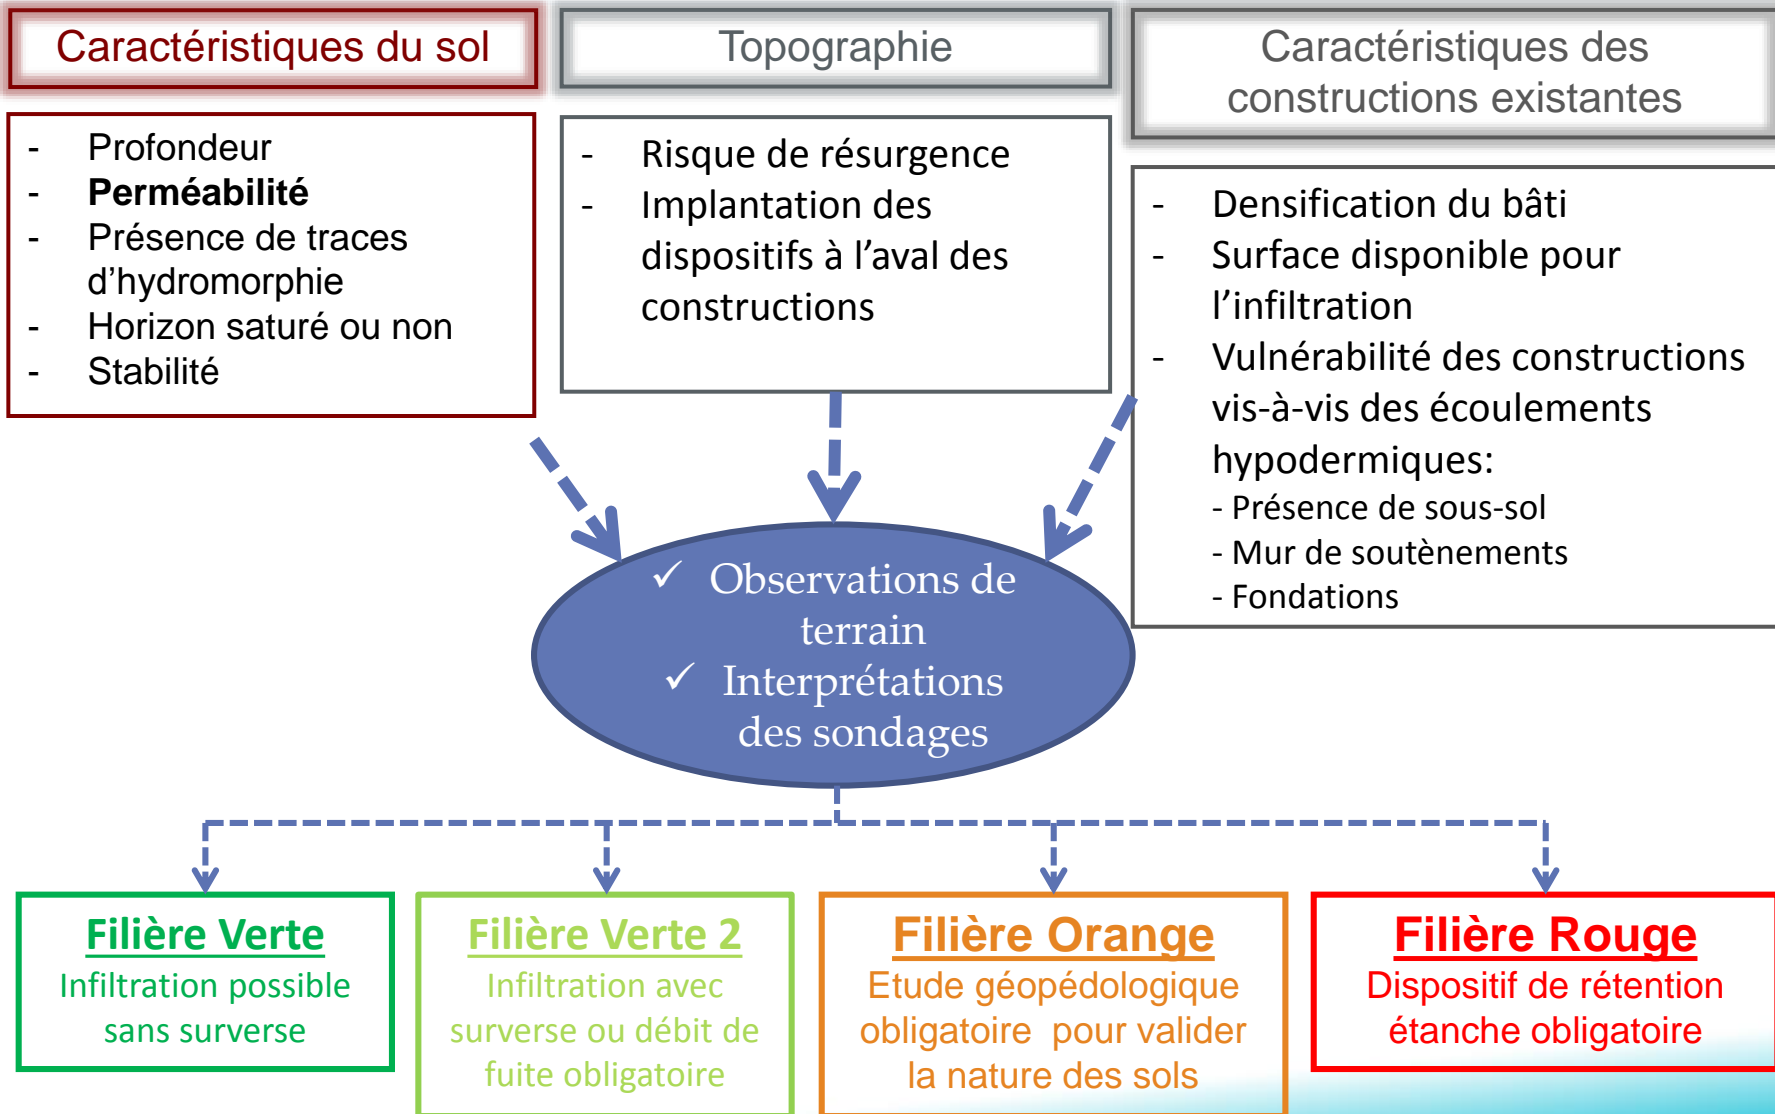 Caractéristiques du sol
- Profondeur
- Perméabilité
- Présence de traces
d’hydromorphie
- Horizon saturé ou non
- Stabilité
Topographie
- Risque de résurgence
- Implantation des
dispositifs à l’aval des
constructions
Caractéristiques des
constructions existantes
- Densification du bâti
- Surface disponible pour
l’infiltration
- Vulnérabilité des constructions
vis-à-vis des écoulements
hypodermiques:
- Présence de sous-sol
- Mur de soutènements
- Fondations
✓ Observations de
terrain
✓ Interprétations
des sondages
Filière Verte
Infiltration possible
sans surverse
Filière Verte 2
Infiltration avec
surverse ou débit de
fuite obligatoire
Filière Orange
Etude géopédologique
obligatoire pour valider
la nature des sols
Filière Rouge
Dispositif de rétention
étanche obligatoire